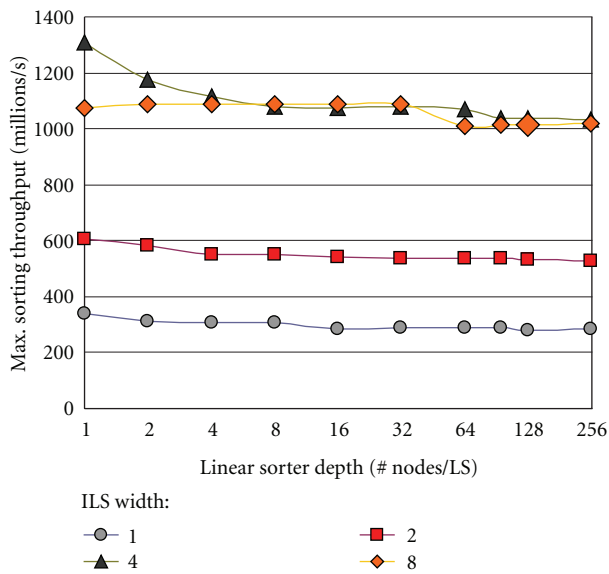 Max. sorting throughput (millions/s)
1400
1200
1000
800
600
400
200
0
1 2 4 8 16 32 64 128 256
Linear sorter depth (# nodes/LS)
ILS width:
1 2
4 8